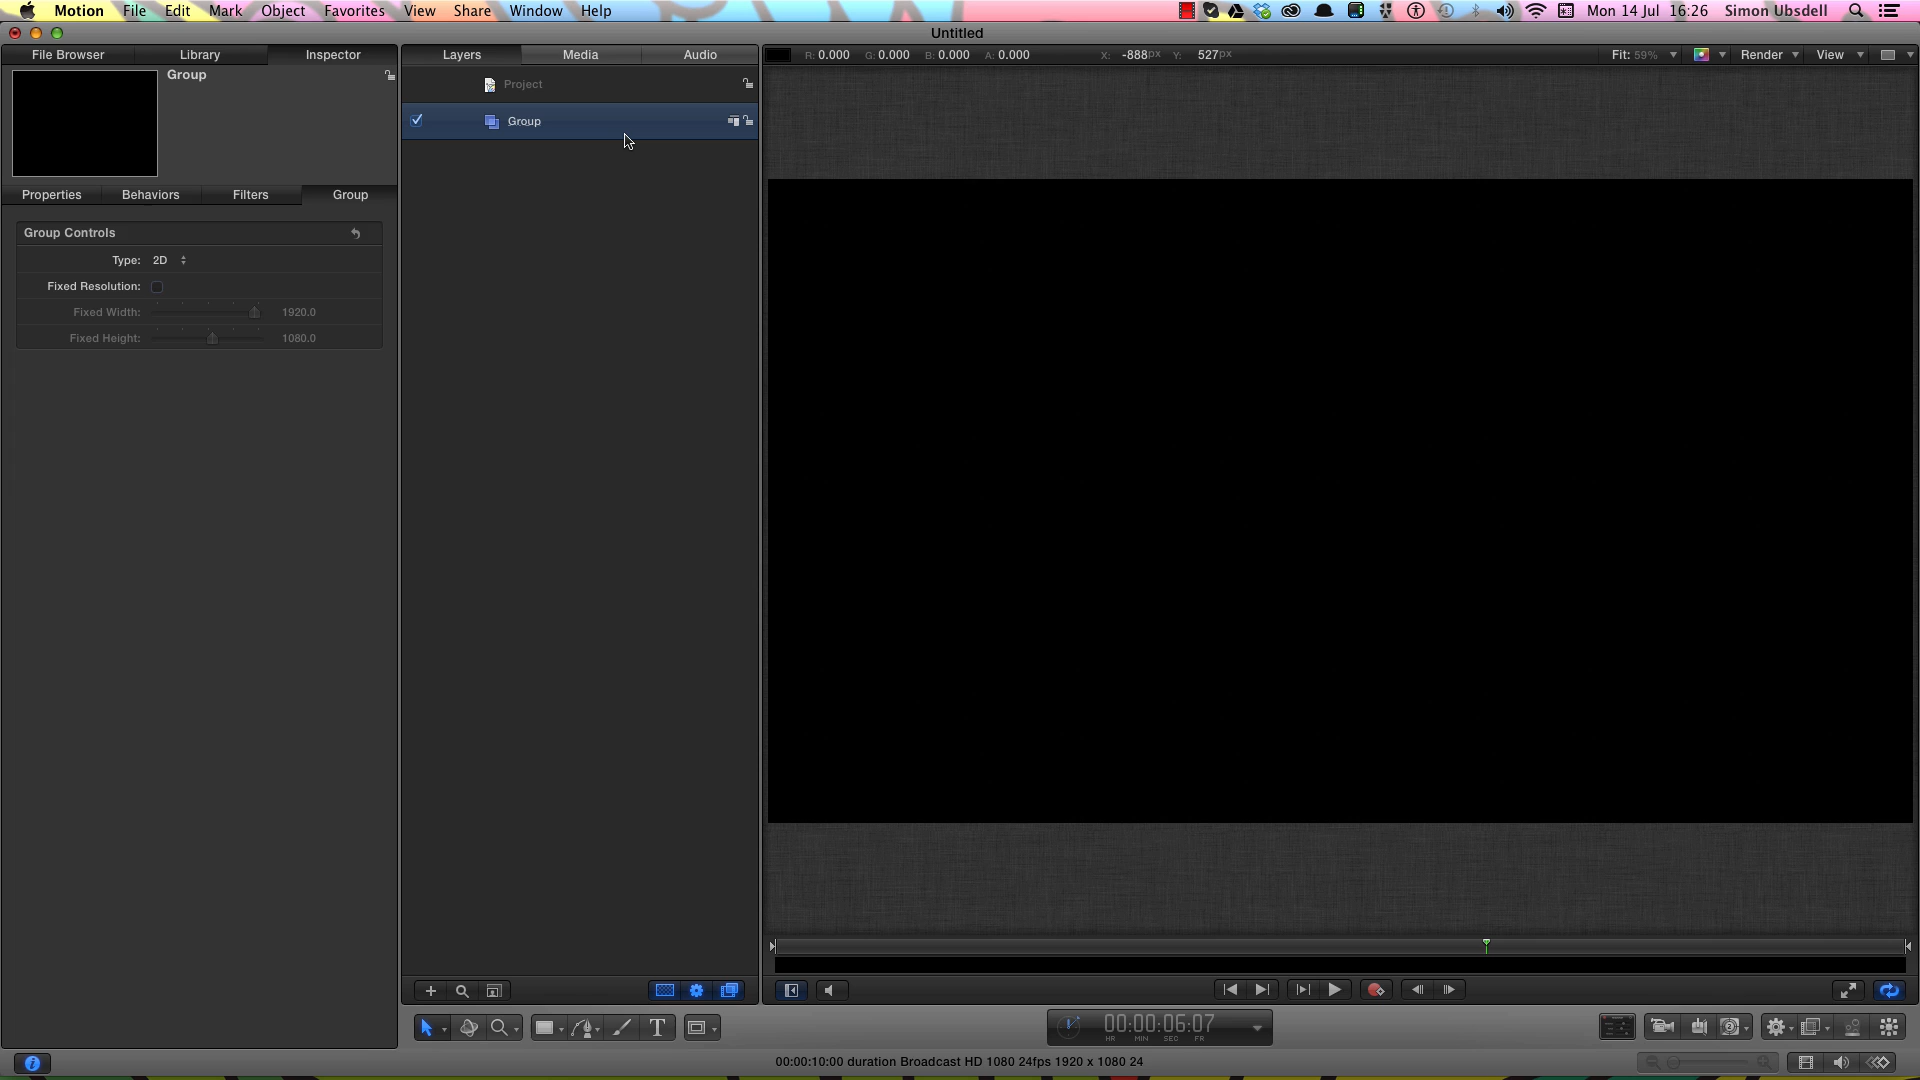 Motion File Edit Mark Object Favorites View Share Window Help Mon 14 Jul 16:26 Simon Ubsdell
Untitled
File Browser Library Inspector Layers Media Audio R: 0.000 G: 0.000 B: 0.000 A: 0.000 X: -888px Y: 527px Fit: 59% Render View
Group
Project
Group
Properties Behaviors Filters Group
Group Controls
Type: 2D
Fixed Resolution:
Fixed Width: 1920.0
Fixed Height: 1080.0
00:00:06:07
HR MIN SEC FR
00:00:10:00 duration Broadcast HD 1080 24fps 1920 x 1080 24